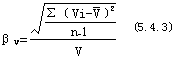 β v = √( Σ (Vi-V̅)² / n-1 ) / V (5.4.3)